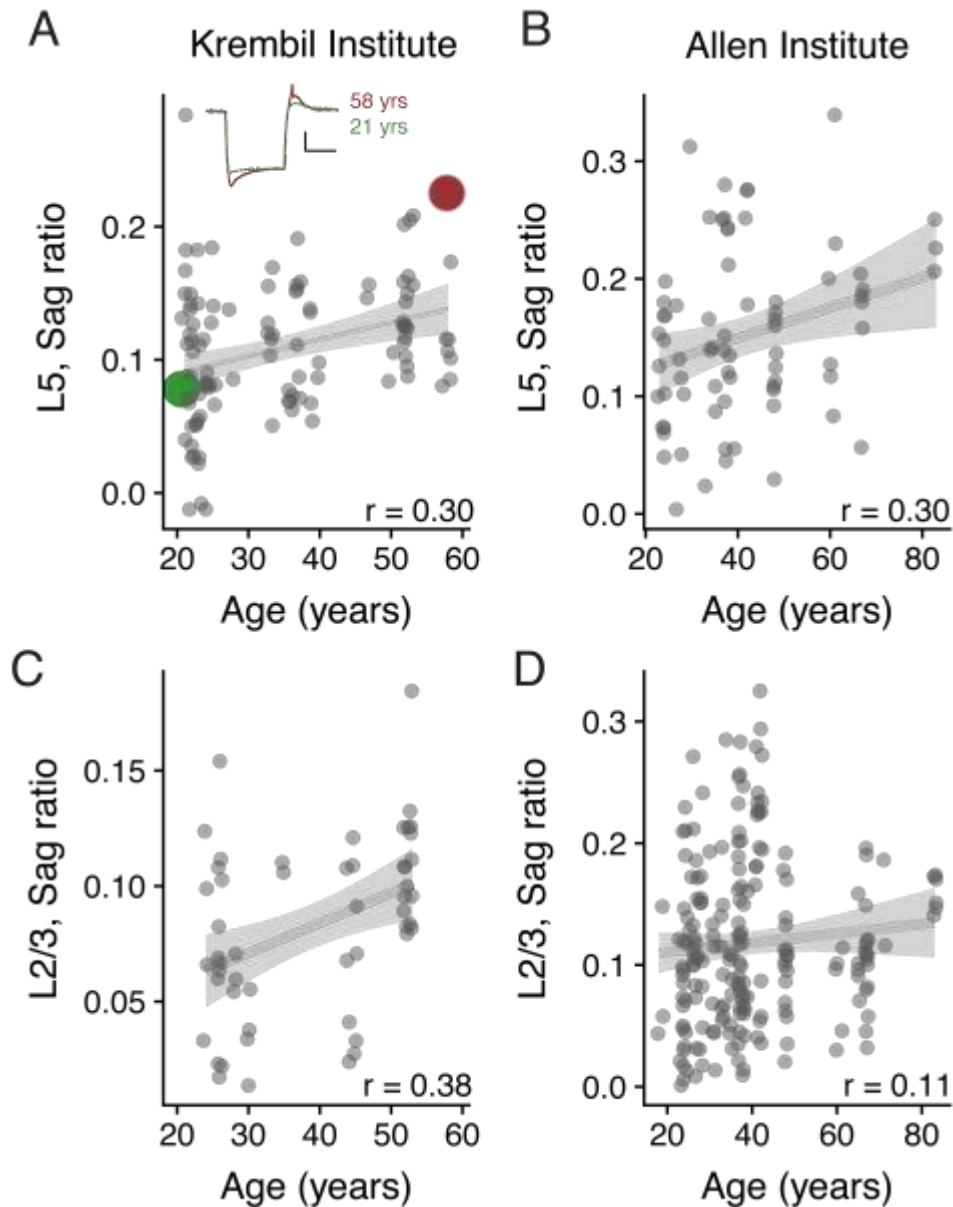 A
Krembil Institute
B
Allen Institute
58 yrs
21 yrs
L5, Sag ratio
0.2
0.1
0.0
r = 0.30
20 30 40 50 60
Age (years)
L5, Sag ratio
0.3
0.2
0.1
0.0
r = 0.30
20 40 60 80
Age (years)
C
L2/3, Sag ratio
0.15
0.10
0.05
r = 0.38
20 30 40 50 60
Age (years)
D
L2/3, Sag ratio
0.3
0.2
0.1
0.0
r = 0.11
20 40 60 80
Age (years)